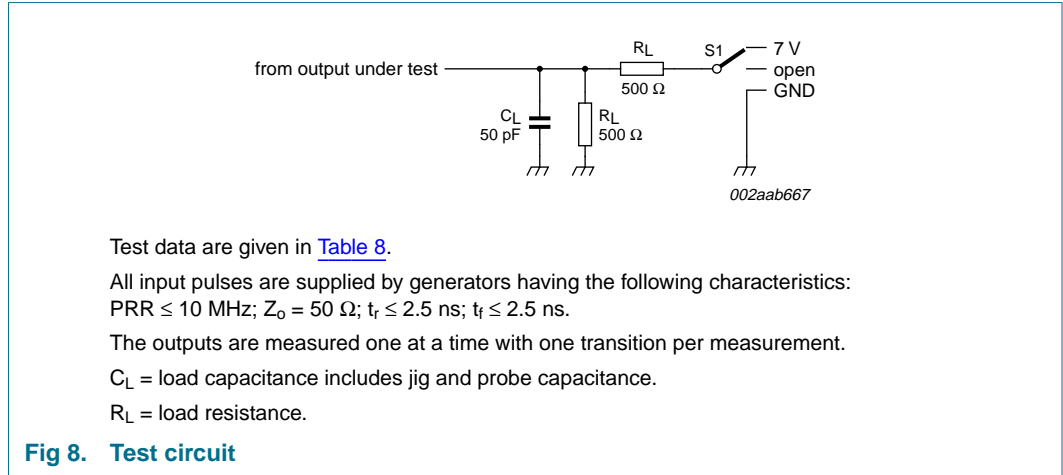 from output under test
RL
500 Ω
S1
7 V
open
GND
CL
50 pF
RL
500 Ω
002aab667
Test data are given in Table 8.
All input pulses are supplied by generators having the following characteristics:
PRR ≤ 10 MHz; Zo = 50 Ω; tr ≤ 2.5 ns; tf ≤ 2.5 ns.
The outputs are measured one at a time with one transition per measurement.
CL = load capacitance includes jig and probe capacitance.
RL = load resistance.
Fig 8. Test circuit